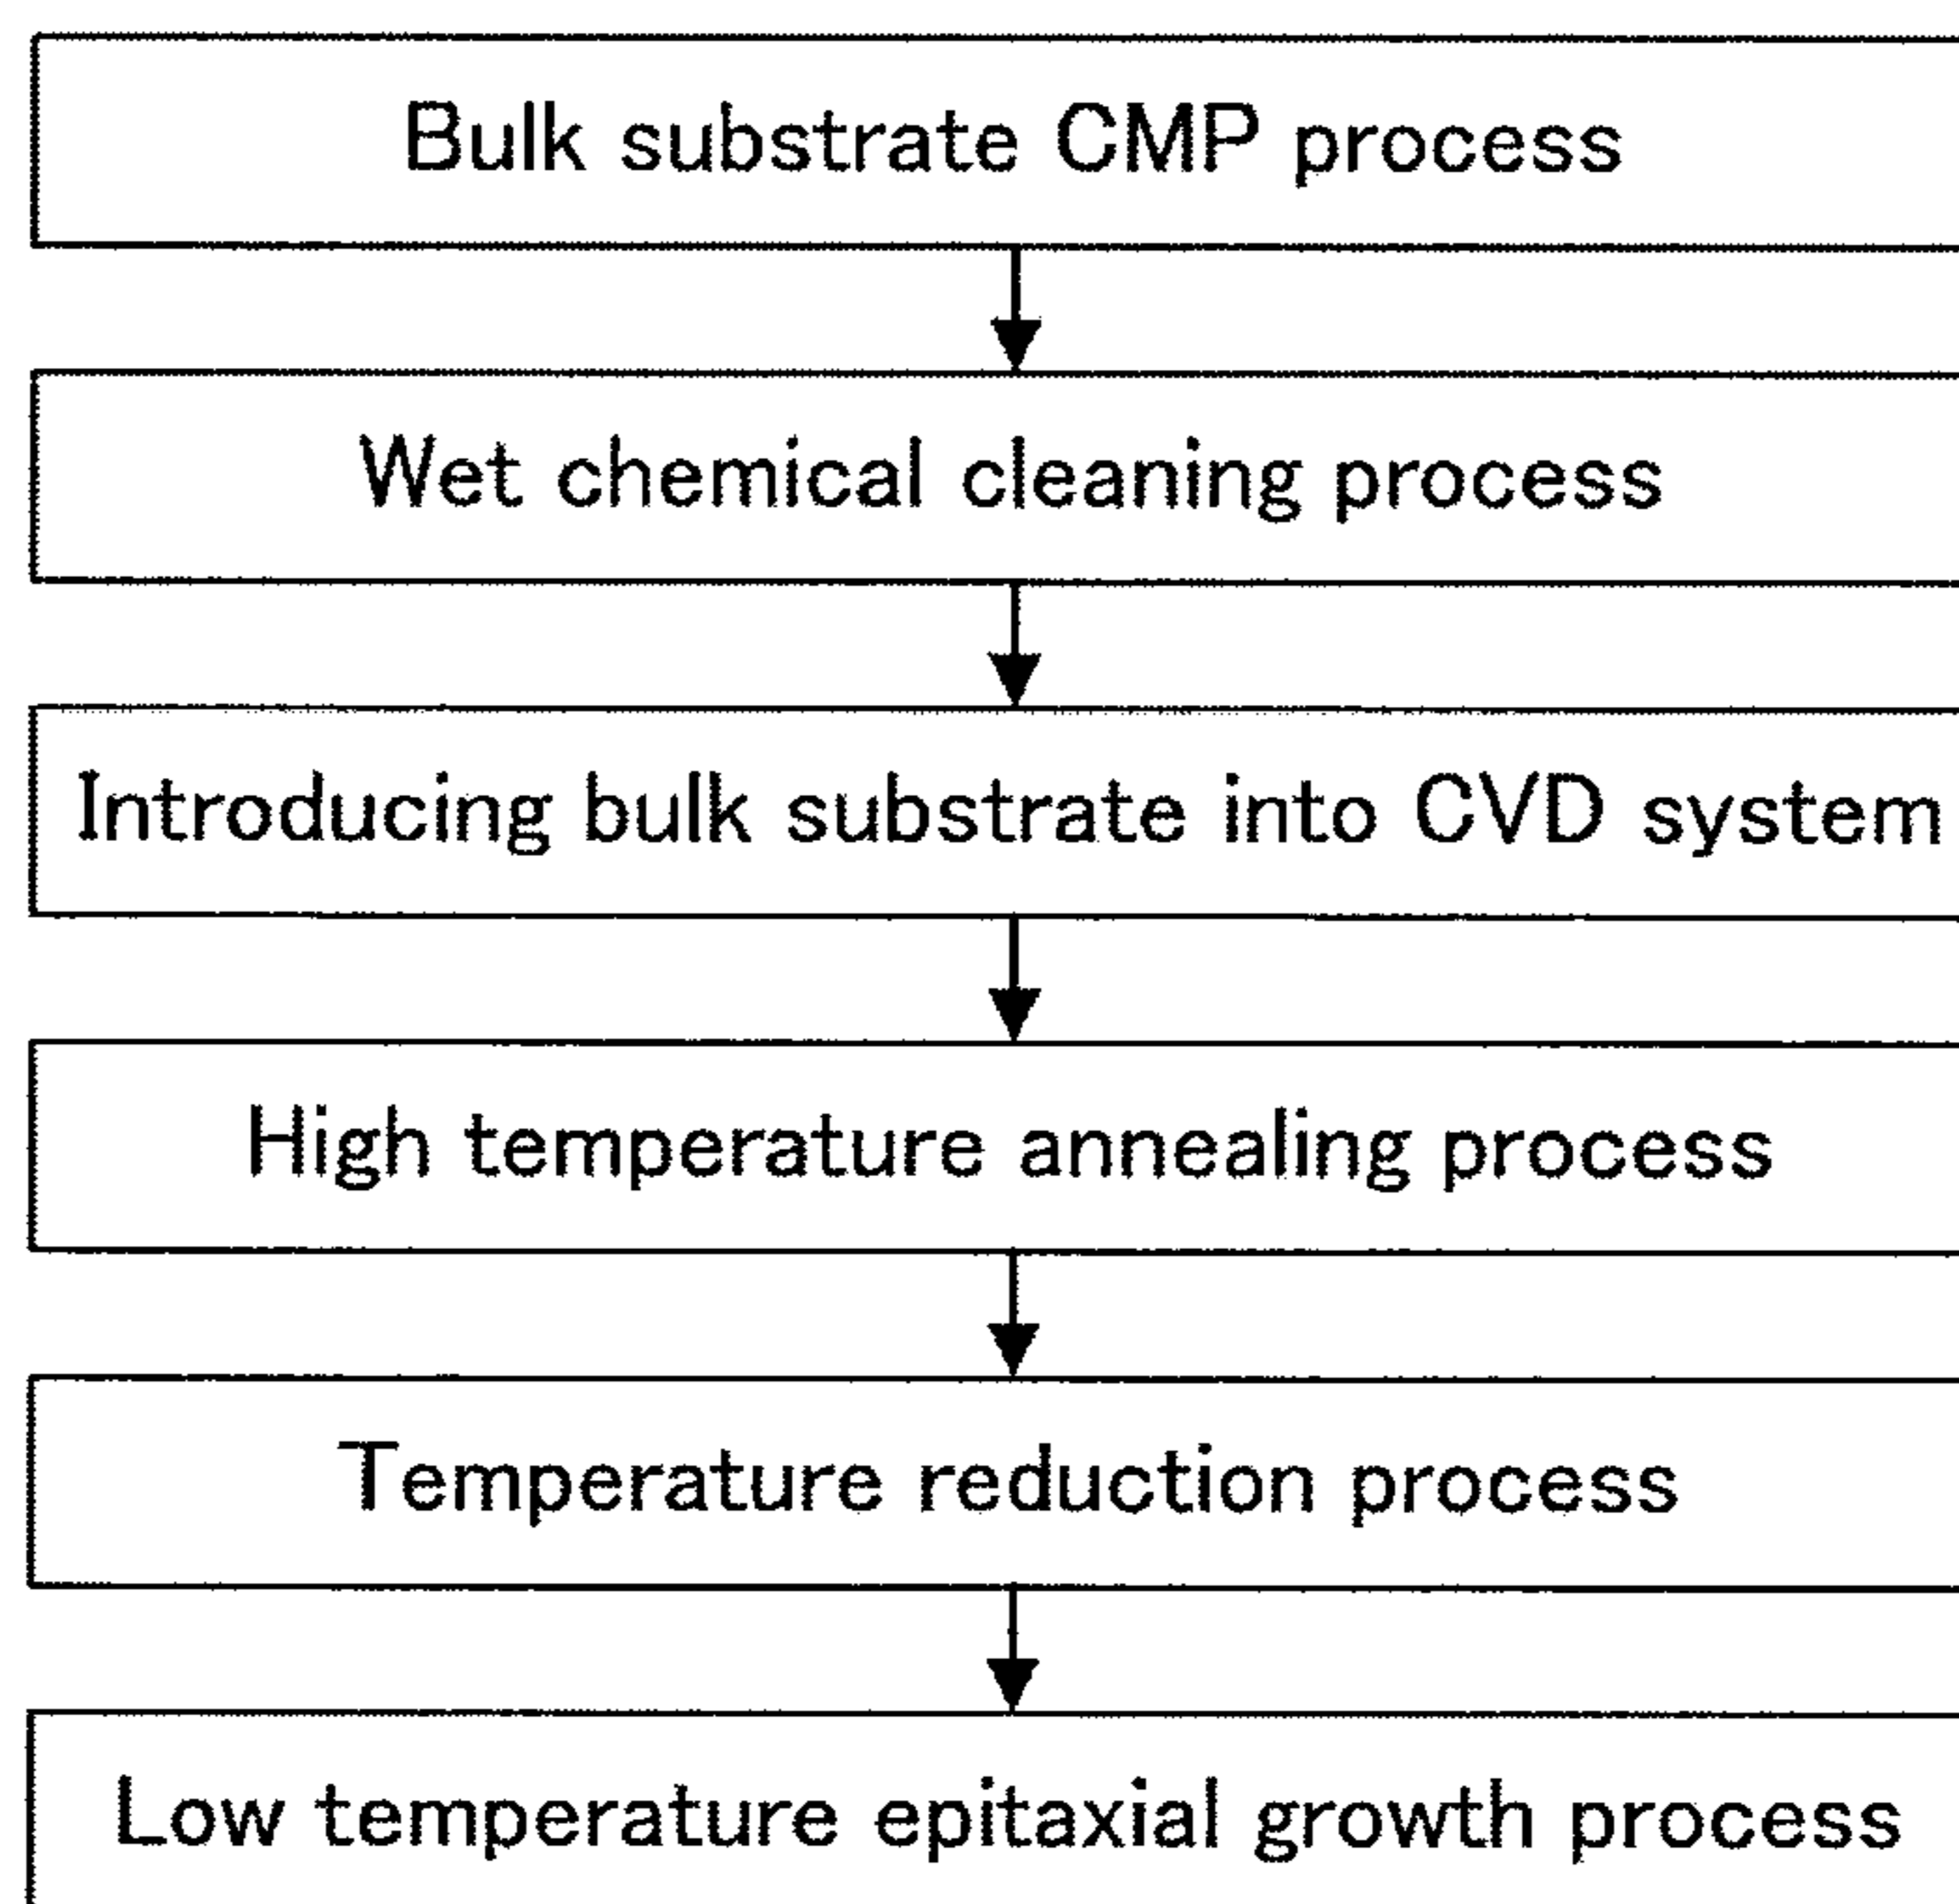 Bulk substrate CMP process
Wet chemical cleaning process
Introducing bulk substrate into CVD system
High temperature annealing process
Temperature reduction process
Low temperature epitaxial growth process